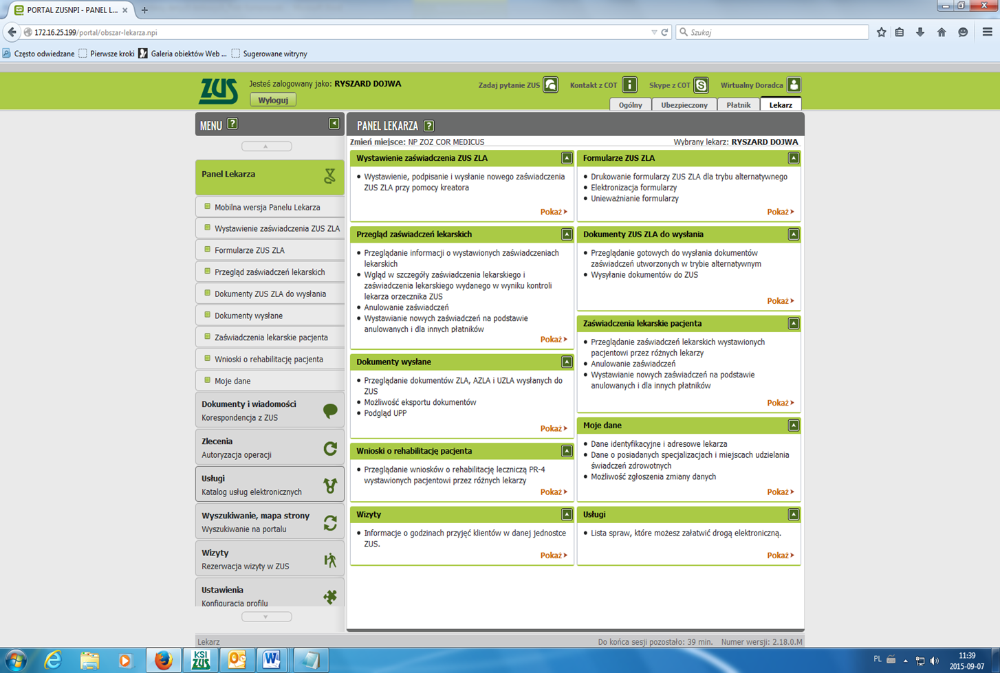 PORTAL ZUSNPI - PANEL L...
172.16.25.199/portal/obszar-lekarza.npi
Szukaj
Często odwiedzane
Pierwsze kroki
Galeria obiektów Web ...
Sugerowane witryny
ZUS
Jesteś zalogowany jako: RYSZARD DOJWA
Wyloguj
Zadaj pytanie ZUS
Kontakt z COT
Skype z COT
Wirtualny Doradca
Ogólny
Ubezpieczony
Płatnik
Lekarz
MENU ?
Panel Lekarza
Mobilna wersja Panelu Lekarza
Wystawienie zaświadczenia ZUS ZLA
Formularze ZUS ZLA
Przegląd zaświadczeń lekarskich
Dokumenty ZUS ZLA do wysłania
Dokumenty wysłane
Zaświadczenia lekarskie pacjenta
Wnioski o rehabilitację pacjenta
Moje dane
Dokumenty i wiadomości
Korespondencja z ZUS
Zlecenia
Autoryzacja operacji
Usługi
Katalog usług elektronicznych
Wyszukiwanie, mapa strony
Wyszukiwanie na portalu
Wizyty
Rezerwacja wizyty w ZUS
Ustawienia
Konfiguracja profilu
PANEL LEKARZA ?
Zmień miejsce: NP ZOZ COR MEDICUS
Wybrany lekarz: RYSZARD DOJWA
Wystawienie zaświadczenia ZUS ZLA
Wystawienie, podpisanie i wysłanie nowego zaświadczenia
ZUS ZLA przy pomocy kreatora
Pokaż
Formularze ZUS ZLA
Drukowanie formularzy ZUS ZLA dla trybu alternatywnego
Elektronizacja formularzy
Unieważnianie formularzy
Pokaż
Przegląd zaświadczeń lekarskich
Przeglądanie informacji o wystawionych zaświadczeniach
lekarskich
Wgląd w szczegóły zaświadczenia lekarskiego i
zaświadczenia lekarskiego wydanego w wyniku kontroli
lekarza orzecznika ZUS
Anulowanie zaświadczeń
Wystawianie nowych zaświadczeń na podstawie
anulowanych i dla innych płatników
Pokaż
Dokumenty ZUS ZLA do wysłania
Przeglądanie gotowych do wysłania dokumentów
zaświadczeń utworzonych w trybie alternatywnym
Wysyłanie dokumentów do ZUS
Pokaż
Zaświadczenia lekarskie pacjenta
Przeglądanie zaświadczeń lekarskich wystawionych
pacjentowi przez różnych lekarzy
Anulowanie zaświadczeń
Wystawianie nowych zaświadczeń na podstawie
anulowanych i dla innych płatników
Pokaż
Dokumenty wysłane
Przeglądanie dokumentów ZLA, AZLA i UZLA wysłanych do
ZUS
Możliwość eksportu dokumentów
Podgląd UPP
Pokaż
Moje dane
Dane identyfikacyjne i adresowe lekarza
Dane o posiadanych specjalizacjach i miejscach udzielania
świadczeń zdrowotnych
Możliwość zgłoszenia zmiany danych
Pokaż
Wnioski o rehabilitację pacjenta
Przeglądanie wniosków o rehabilitację leczniczą PR-4
wystawionych pacjentowi przez różnych lekarzy
Pokaż
Wizyty
Informacje o godzinach przyjęć klientów w danej jednostce
ZUS.
Pokaż
Usługi
Lista spraw, które możesz załatwić drogą elektroniczną.
Pokaż
Lekarz
Do końca sesji pozostało: 39 min. Numer wersji: 2.18.0.M
KSI
ZUS
PL
11:39
2015-09-07